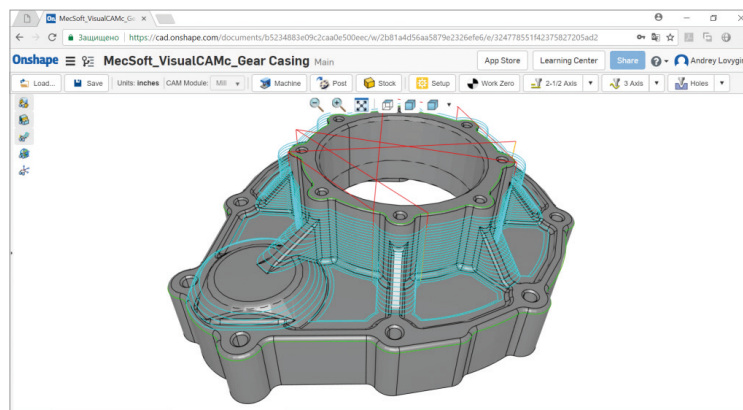 MecSoft_VisualCAMc_Ge
Защищено | https://cad.onshape.com/documents/b5234883e09c2caa0e500eec/w/2b81a4d56aa5879e2326efe6/e/324778551f42375827205ad2
Onshape MecSoft_VisualCAMc_Gear Casing Main App Store Learning Center Share Andrey Lovygin
Load... Save Units: inches CAM Module: Mill Machine Post Stock Setup Work Zero 2-1/2 Axis 3 Axis Holes